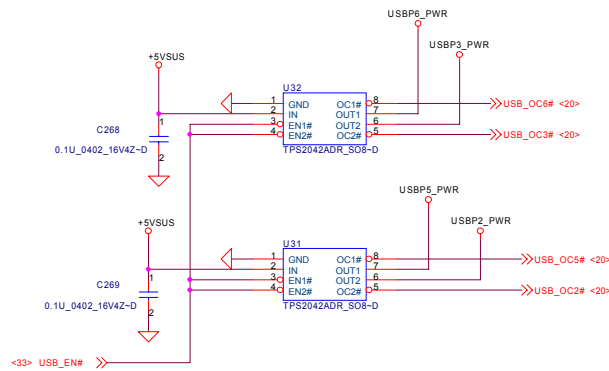 USBP6_PWR
USBP3_PWR
+5VSUS
U32
1 GND OC1# 8 USB_OC6# <20>
2 IN OUT1 7
3 EN1# OUT2 6
4 EN2# OC2# 5 USB_OC3# <20>
TPS2042ADR_SO8~D
1
C268
0.1U_0402_16V4Z~D
2
USBP5_PWR
USBP2_PWR
+5VSUS
U31
1 GND OC1# 8 USB_OC5# <20>
2 IN OUT1 7
3 EN1# OUT2 6
4 EN2# OC2# 5 USB_OC2# <20>
TPS2042ADR_SO8~D
1
C269
0.1U_0402_16V4Z~D
2
<33> USB_EN#